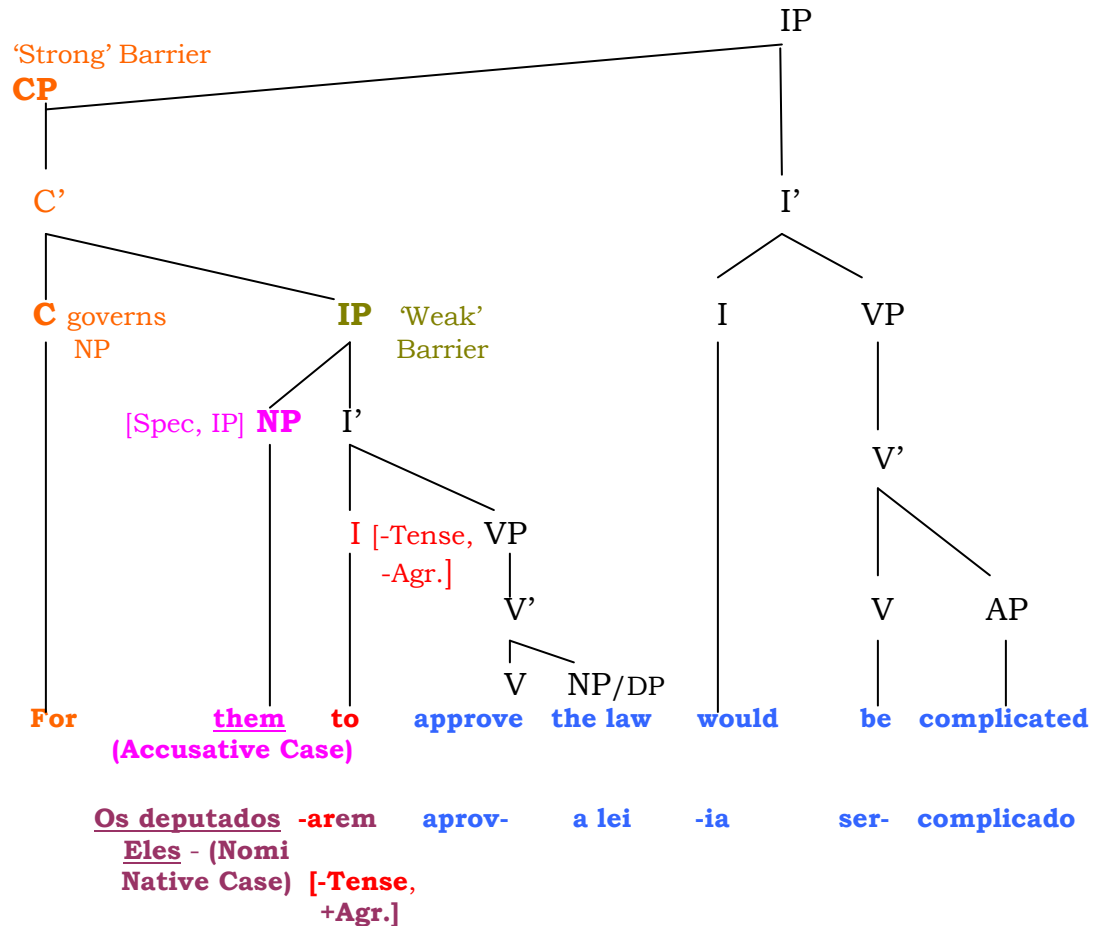 IP
‘Strong’ Barrier
CP
C’ I’
C governs IP ‘Weak’ I VP
NP Barrier
[Spec, IP] NP I’
V’
I [-Tense, VP
-Agr.]
V’ V AP
V NP/DP
For them to approve the law would be complicated
(Accusative Case)
Os deputados -arem aprov- a lei -ia ser- complicado
Eles - (Nomi
Native Case) [-Tense,
+Agr.]